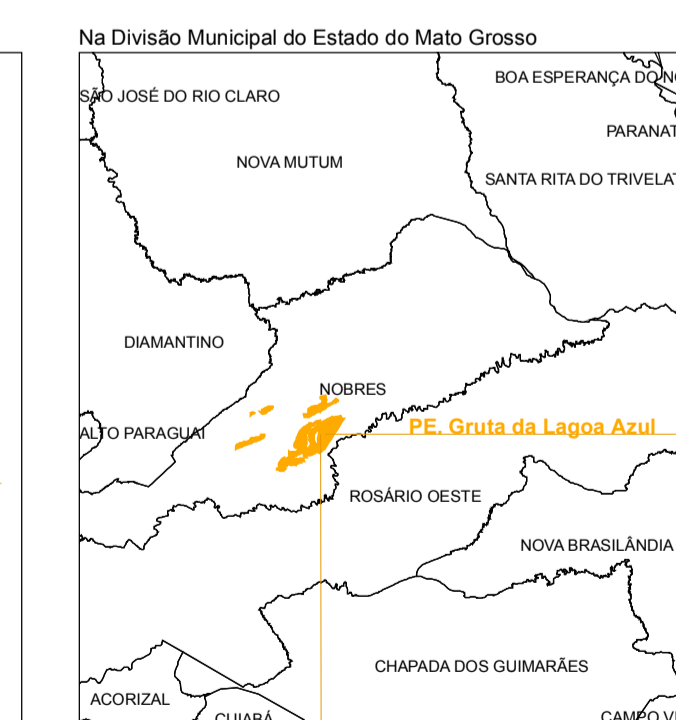 Na Divisão Municipal do Estado do Mato Grosso
BOA ESPERANÇA DO N
SÃO JOSÉ DO RIO CLARO
PARANAT
NOVA MUTUM
SANTA RITA DO TRIVELAT
DIAMANTINO
NOBRES
PE. Gruta da Lagoa Azul
ALTO PARAGUAI
ROSÁRIO OESTE
NOVA BRASILÂNDIA
CHAPADA DOS GUIMARÃES
ACORIZAL
CUIABÁ
CAMPO V